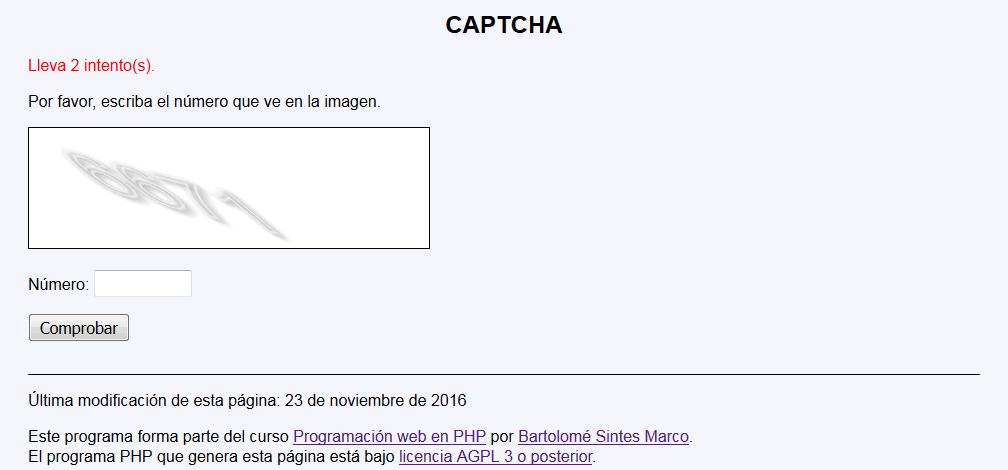 CAPTCHA
Lleva 2 intento(s).
Por favor, escriba el número que ve en la imagen.
6671
Número:
Comprobar
Última modificación de esta página: 23 de noviembre de 2016
Este programa forma parte del curso Programación web en PHP por Bartolomé Sintes Marco.
El programa PHP que genera esta página está bajo licencia AGPL 3 o posterior.